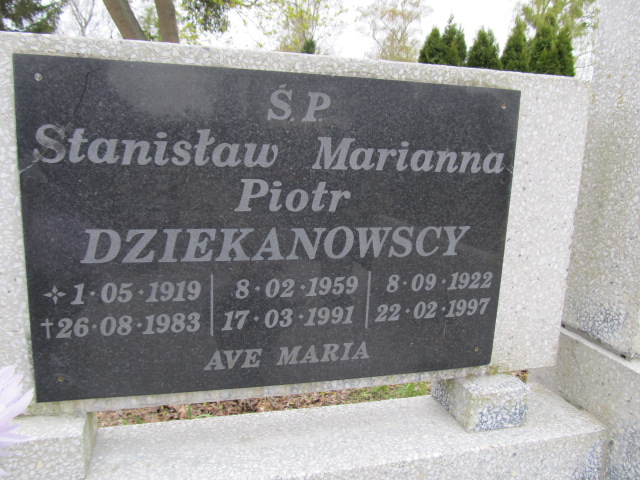 Ś.P.
Stanisław Marianna
Piotr
DZIEKANOWSCY
1·05·1919 | 8·02·1959 | 8·09·1922
†26·08·1983 | 17·03·1991 | 22·02·1997
AVE MARIA